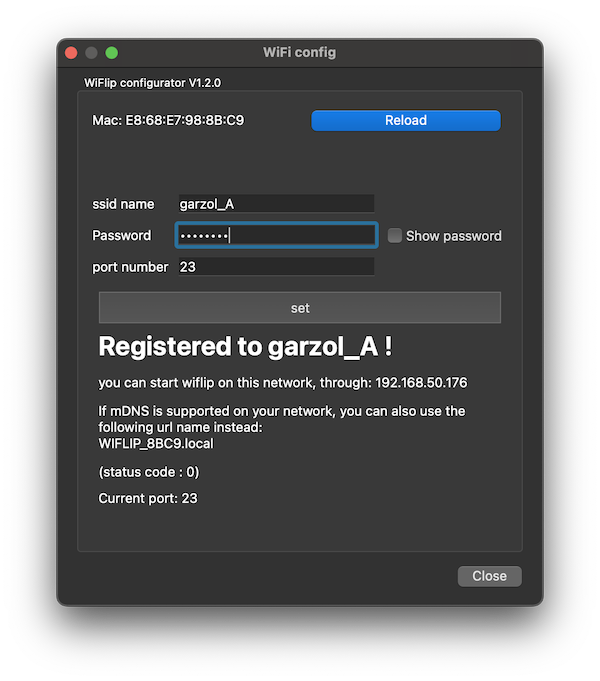 WiFi config
WiFlip configurator V1.2.0
Mac: E8:68:E7:98:8B:C9
Reload
ssid name
garzol_A
Password
••••••••
Show password
port number
23
set
Registered to garzol_A !
you can start wiflip on this network, through: 192.168.50.176
If mDNS is supported on your network, you can also use the
following url name instead:
WIFLIP_8BC9.local
(status code : 0)
Current port: 23
Close